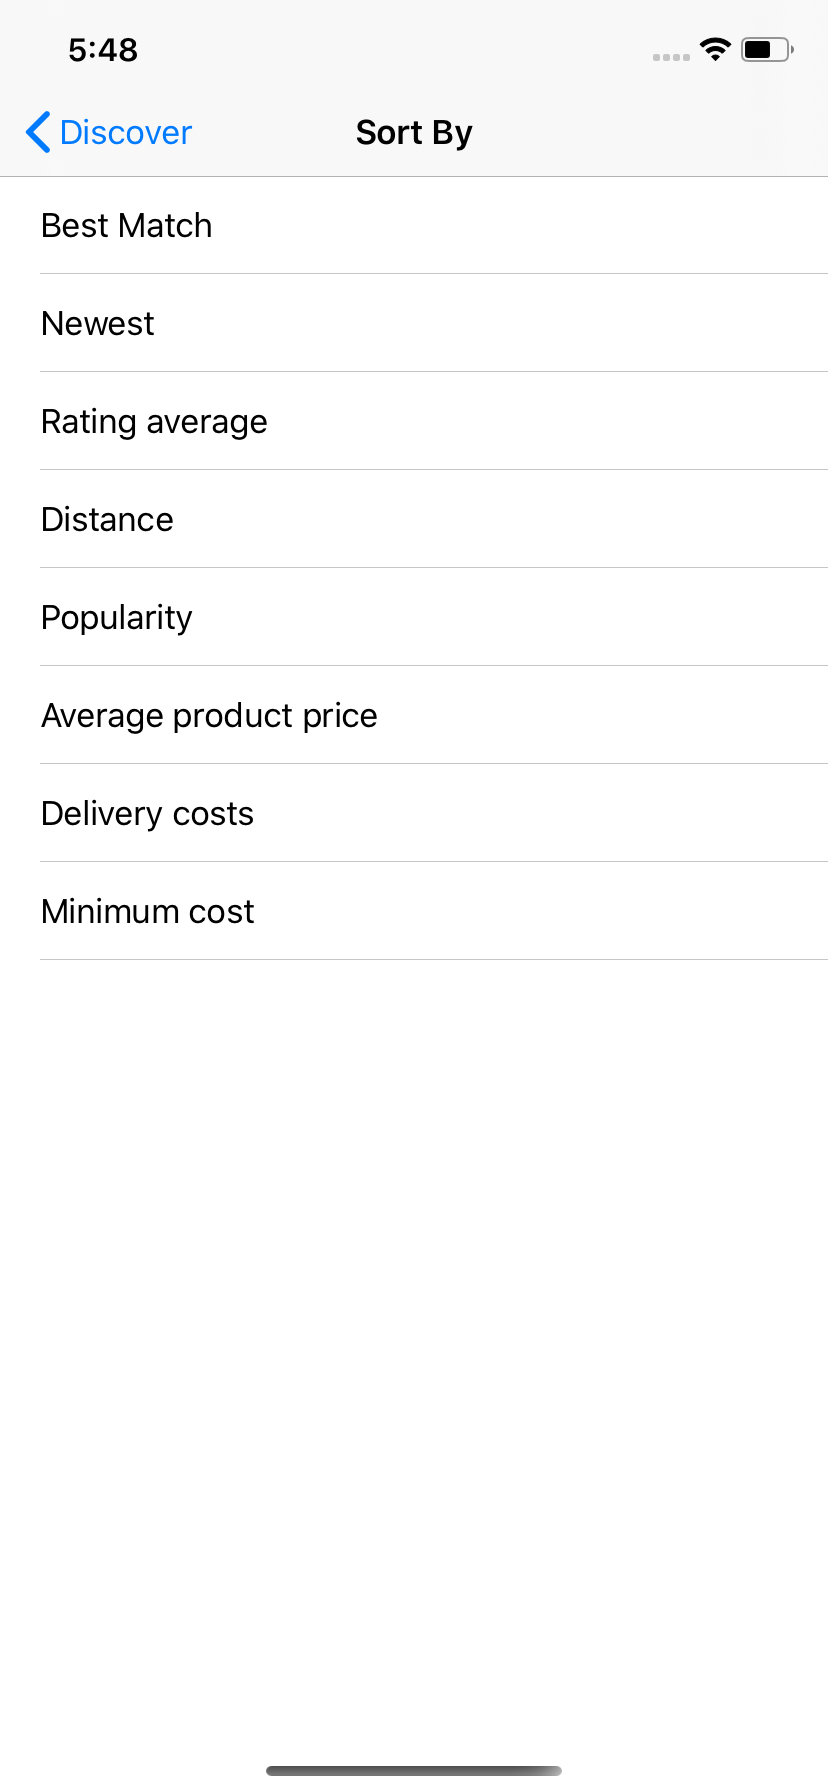 5:48
Discover
Sort By
Best Match
Newest
Rating average
Distance
Popularity
Average product price
Delivery costs
Minimum cost